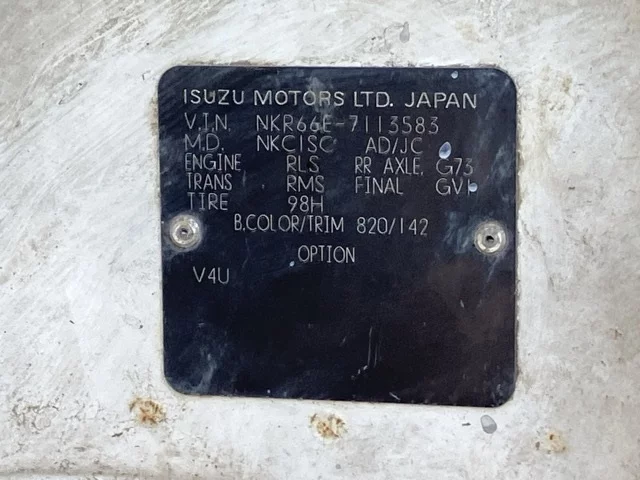 ISUZU MOTORS LTD. JAPAN
V.I.N. NKR66E-7113583
M.D. NKC1SC AD/JC
ENGINE RLS RR AXLE, G73
TRANS RMS FINAL GV1
TIRE 98H
B.COLOR/TRIM 820/142
OPTION
V4U